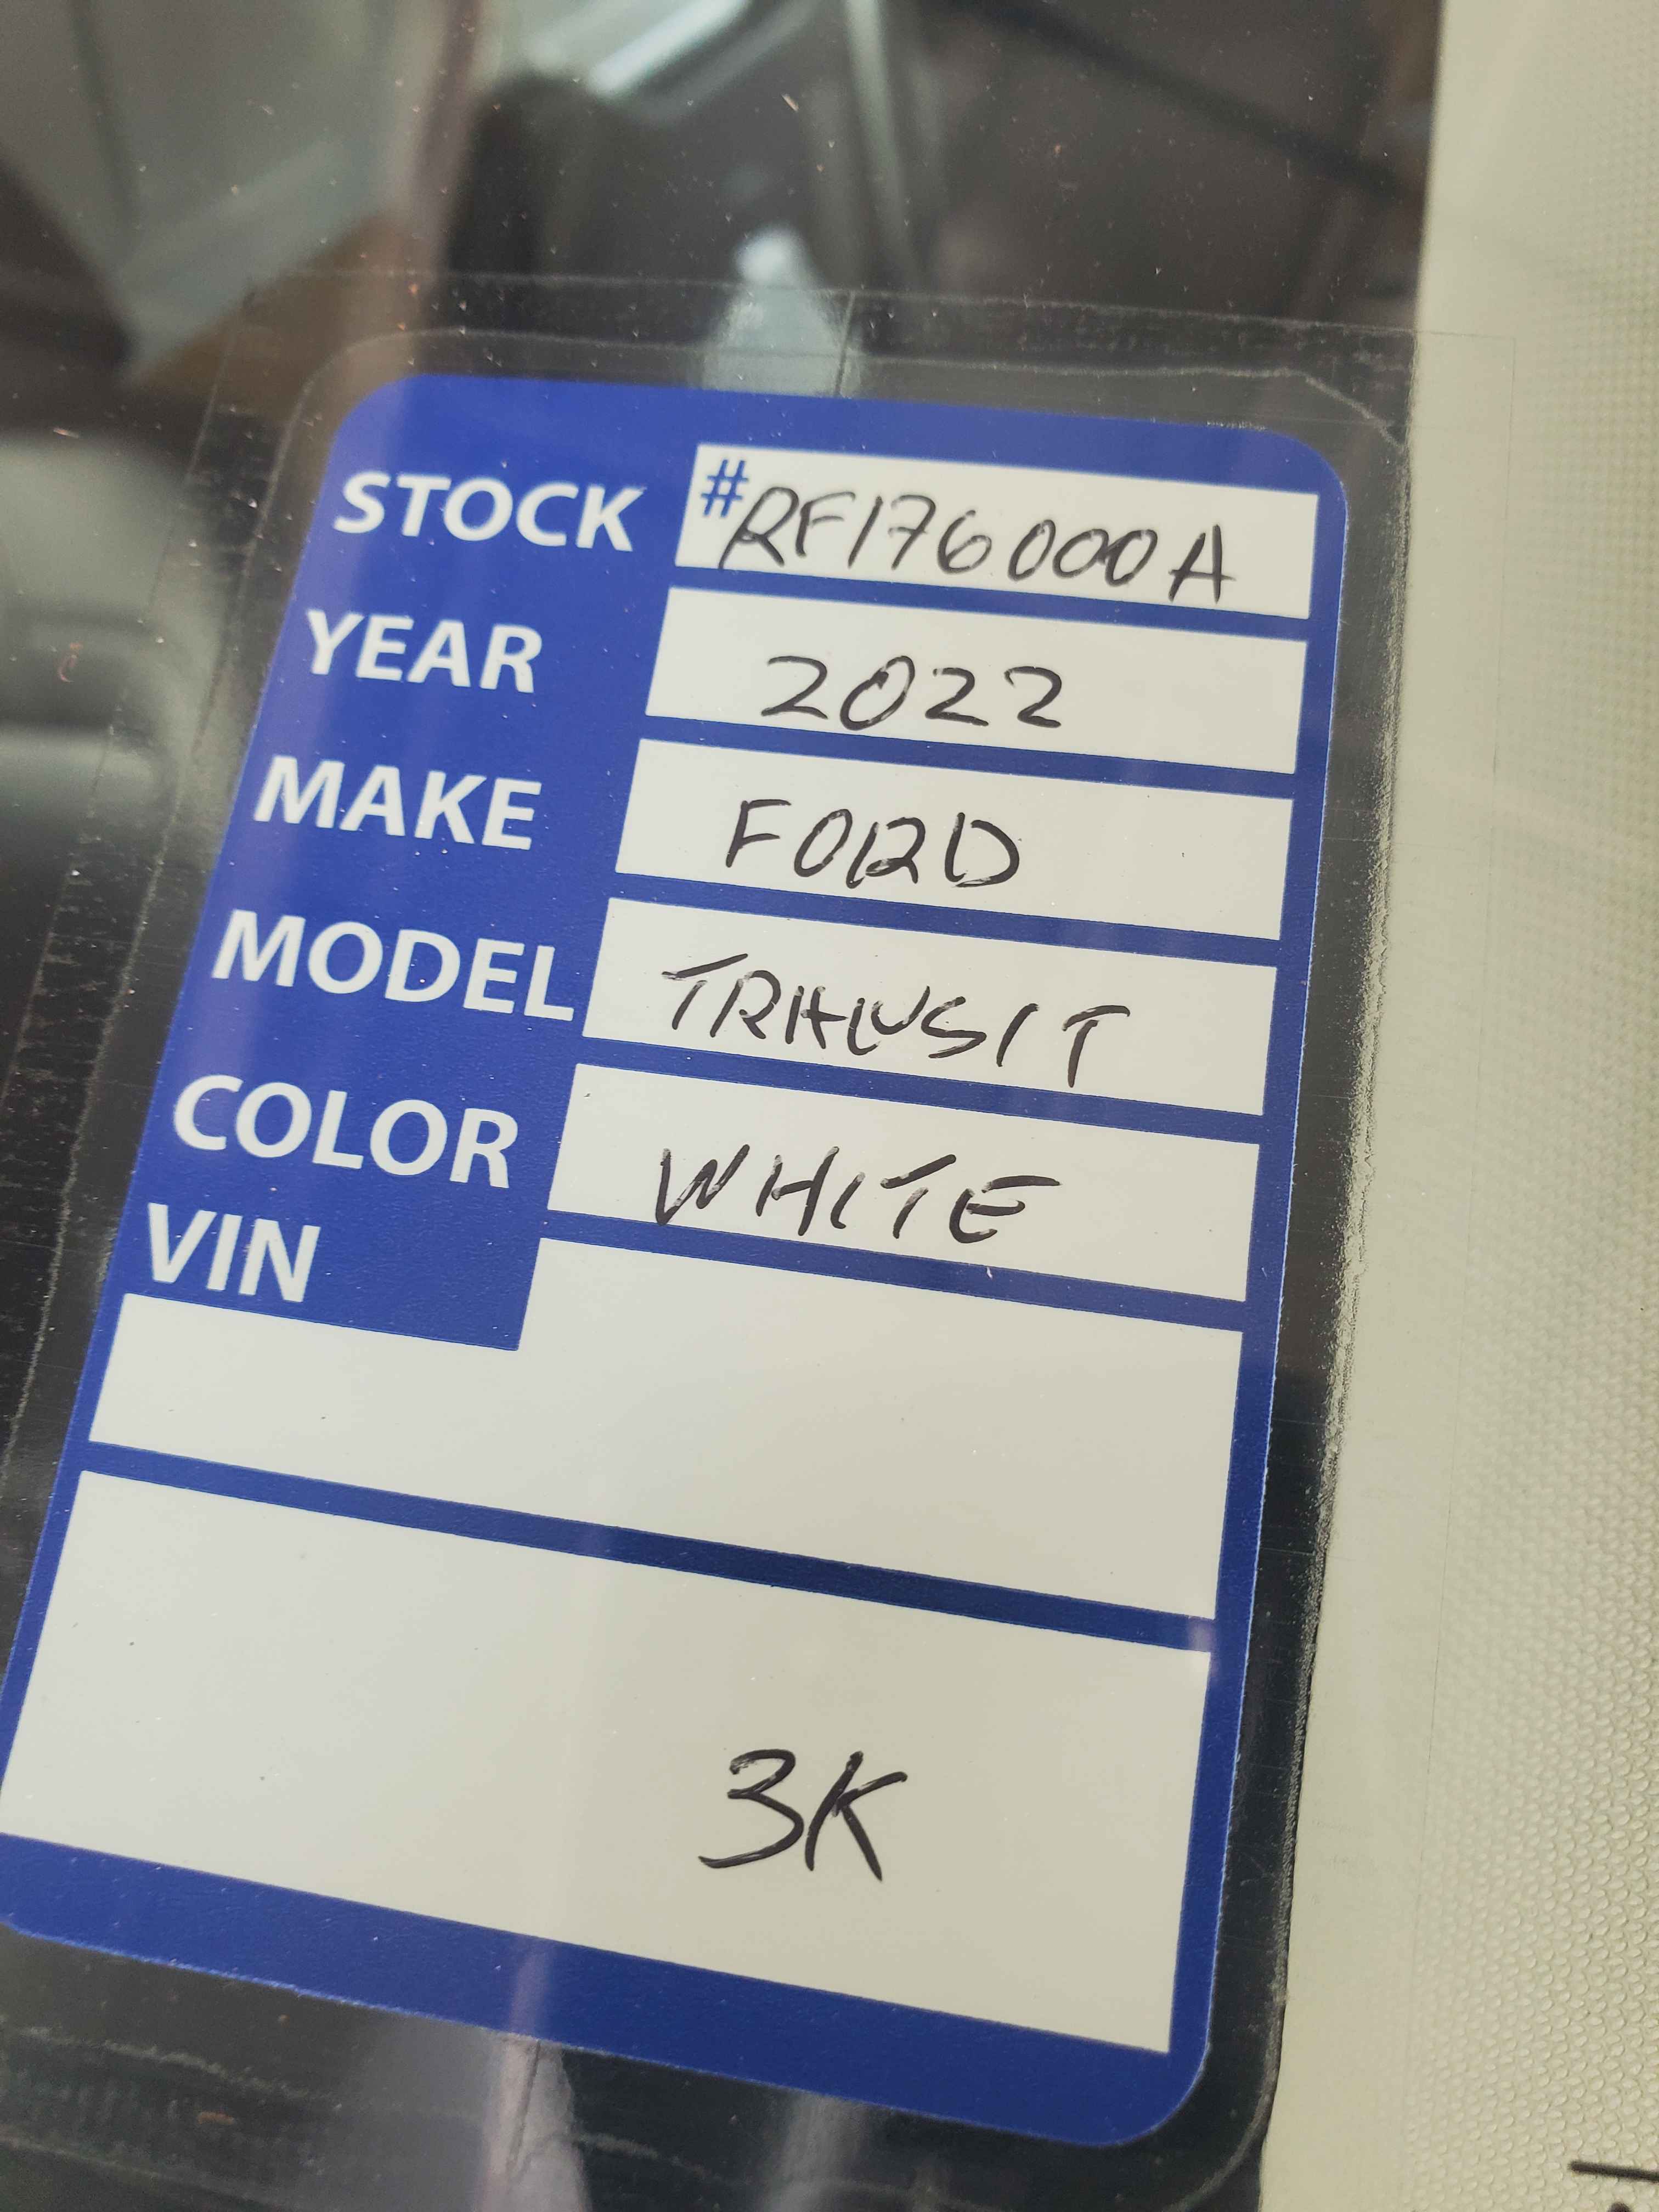 STOCK #RF176000A
YEAR 2022
MAKE FORD
MODEL TRANSIT
COLOR WHITE
VIN
3K